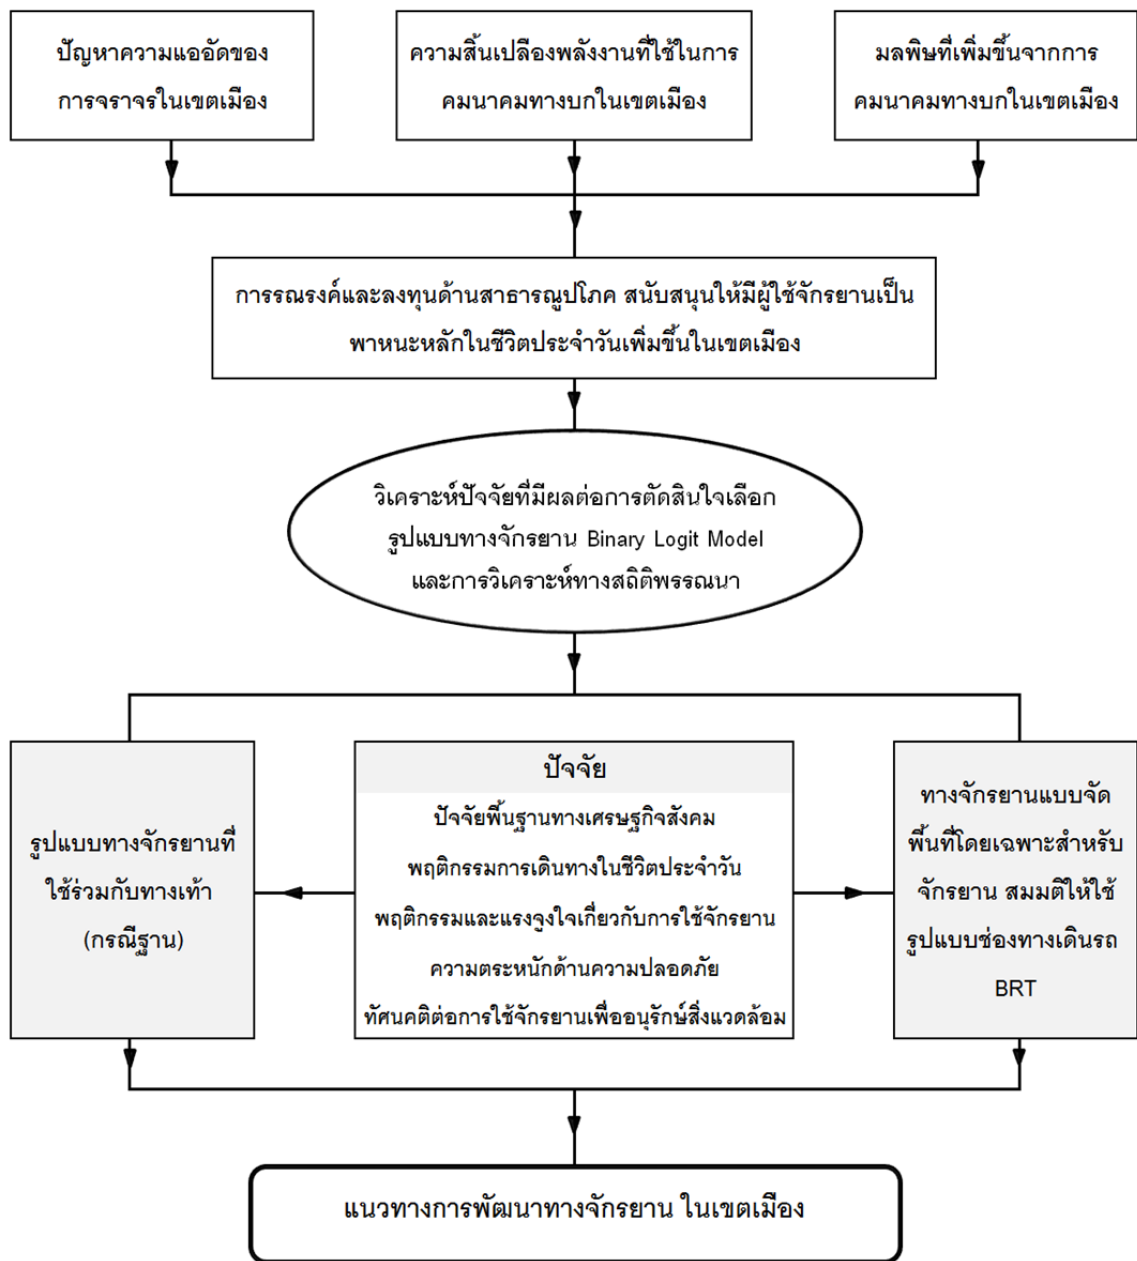 ปัญหาความแออัดของ
การจราจรในเขตเมือง
ความสิ้นเปลืองพลังงานที่ใช้ในการ
คมนาคมทางบกในเขตเมือง
มลพิษที่เพิ่มขึ้นจากการ
คมนาคมทางบกในเขตเมือง
การรณรงค์และลงทุนด้านสาธารณูปโภค สนับสนุนให้มีผู้ใช้จักรยานเป็น
พาหนะหลักในชีวิตประจำวันเพิ่มขึ้นในเขตเมือง
วิเคราะห์ปัจจัยที่มีผลต่อการตัดสินใจเลือก
รูปแบบทางจักรยาน Binary Logit Model
และการวิเคราะห์ทางสถิติพรรณนา
รูปแบบทางจักรยานที่
ใช้ร่วมกับทางเท้า
(กรณีฐาน)
ปัจจัย
ปัจจัยพื้นฐานทางเศรษฐกิจสังคม
พฤติกรรมการเดินทางในชีวิตประจำวัน
พฤติกรรมและแรงจูงใจเกี่ยวกับการใช้จักรยาน
ความตระหนักด้านความปลอดภัย
ทัศนคติต่อการใช้จักรยานเพื่ออนุรักษ์สิ่งแวดล้อม
ทางจักรยานแบบจัด
พื้นที่โดยเฉพาะสำหรับ
จักรยาน สมมติให้ใช้
รูปแบบช่องทางเดินรถ
BRT
แนวทางการพัฒนาทางจักรยาน ในเขตเมือง